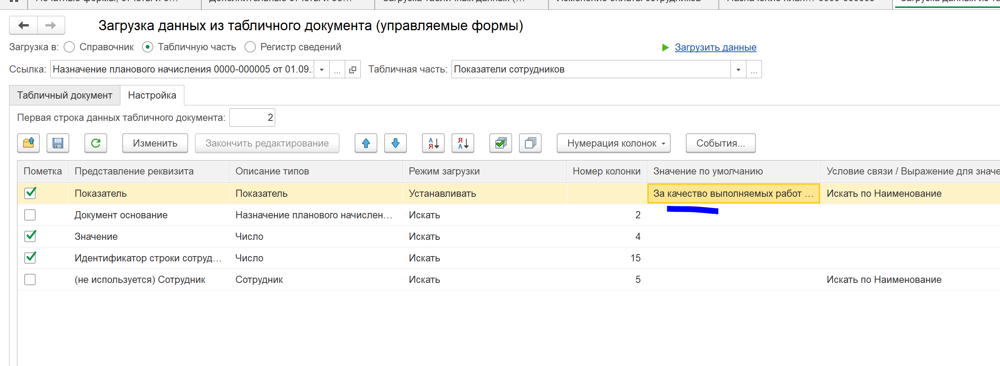 Загрузка данных из табличного документа (управляемые формы)
Загрузка в: Справочник Табличную часть Регистр сведений Загрузить данные
Ссылка: Назначение планового начисления 0000-000005 от 01.09. ... Табличная часть: Показатели сотрудников ...
Табличный документ Настройка
Первая строка данных табличного документа: 2
Изменить Закончить редактирование А Я Я А Нумерация колонок События...
Пометка Представление реквизита Описание типов Режим загрузки Номер колонки Значение по умолчанию Условие связи / Выражение для значе
Показатель Показатель Устанавливать За качество выполняемых работ ... Искать по Наименование
Документ основание Назначение планового начислен... Искать 2
Значение Число Искать 4
Идентификатор строки сотруд... Число Искать 15
(не используется) Сотрудник Сотрудник Искать 5 Искать по Наименование